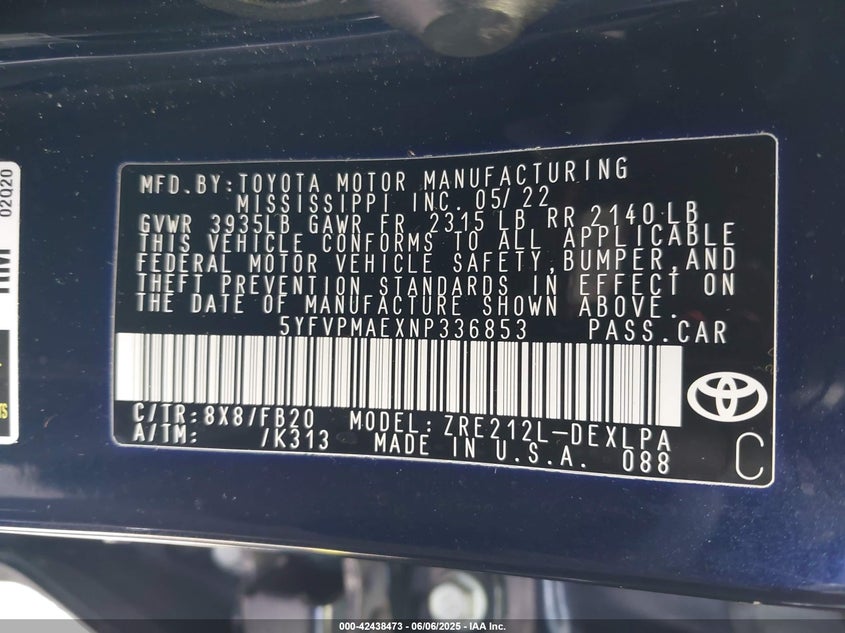 MFD.BY:TOYOTA MOTOR MANUFACTURING
MISSISSIPPI INC. 05/22
GVWR 3935LB GAWR FR 2315 LB RR 2140 LB
THIS VEHICLE CONFORMS TO ALL APPLICABLE
FEDERAL MOTOR VEHICLE SAFETY,BUMPER,AND
THEFT PREVENTION STANDARDS IN EFFECT ON
THE DATE OF MANUFACTURE SHOWN ABOVE.
5YFVPMAEXNP336853 PASS.CAR
C/TR:8X8/FB20 MODEL:ZRE212L-DEXLPA
A/TM: /K313 MADE IN U.S.A. 088
C
02020
000-42438473 - 06/06/2025 - IAA Inc.